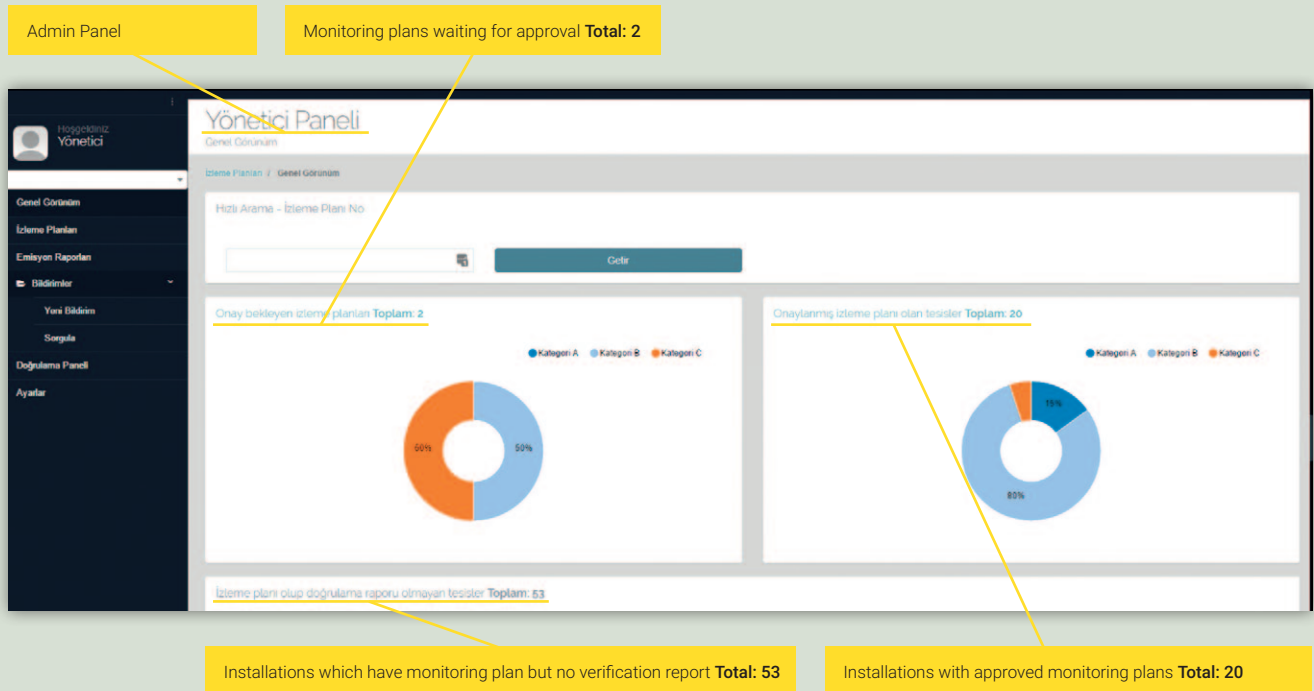 Admin Panel
Monitoring plans waiting for approval Total: 2
Hoşgeldiniz
Yönetici
Yönetici Paneli
Genel Görünüm
İzleme Planları / Genel Görünüm
Genel Görünüm
İzleme Planları
Emisyon Raporları
Bildirimler
Yeni Bildirim
Sorgula
Doğrulama Paneli
Ayarlar
Hızlı Arama - İzleme Planı No
Getir
Onay bekleyen izleme planları Toplam: 2
Kategori A Kategori B Kategori C
50%
Onaylanmış izleme planı olan tesisler Toplam: 20
Kategori A Kategori B Kategori C
15%
80%
İzleme planı olup doğrulama raporu olmayan tesisler Toplam: 53
Installations which have monitoring plan but no verification report Total: 53
Installations with approved monitoring plans Total: 20